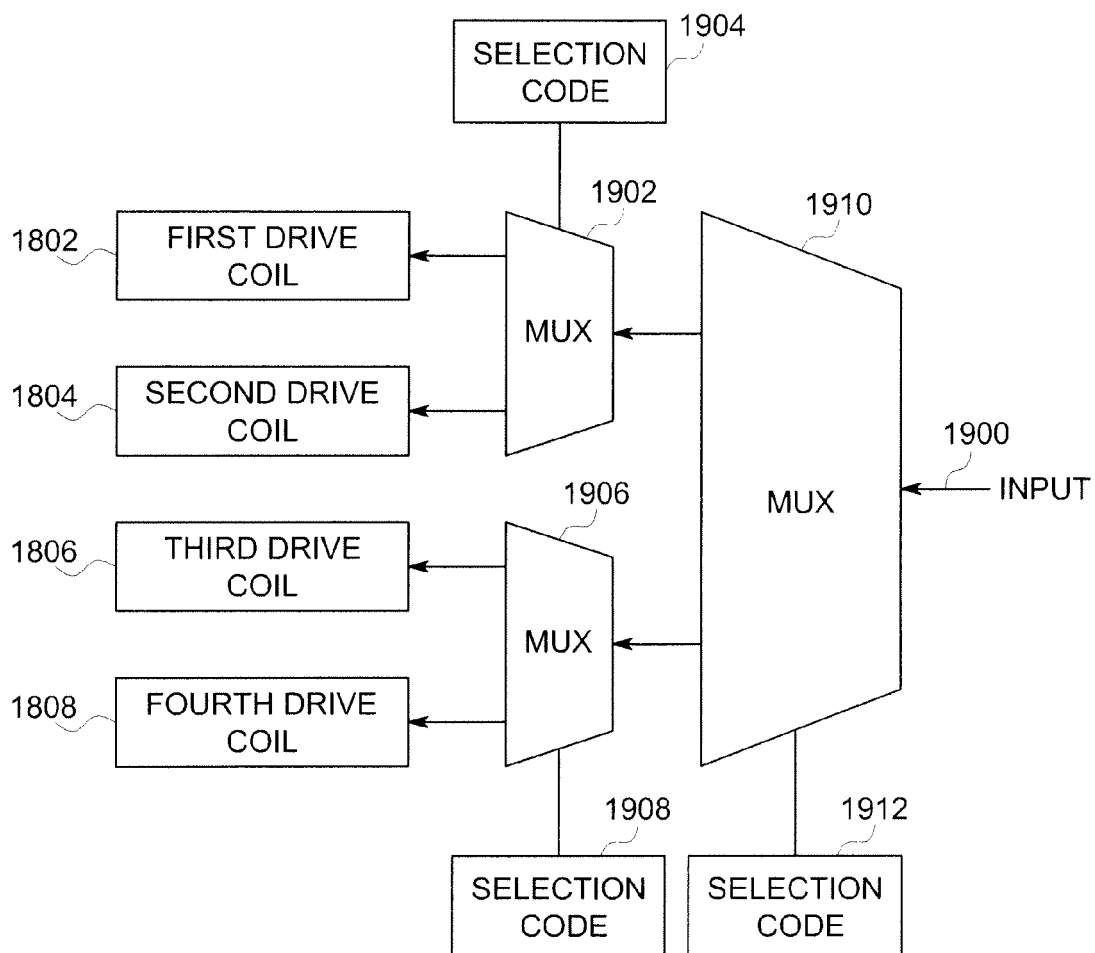 1904
SELECTION
CODE
1902
1910
1802
FIRST DRIVE
COIL
MUX
1804
SECOND DRIVE
COIL
1900
INPUT
MUX
1906
1806
THIRD DRIVE
COIL
MUX
1808
FOURTH DRIVE
COIL
1908
1912
SELECTION
CODE
SELECTION
CODE